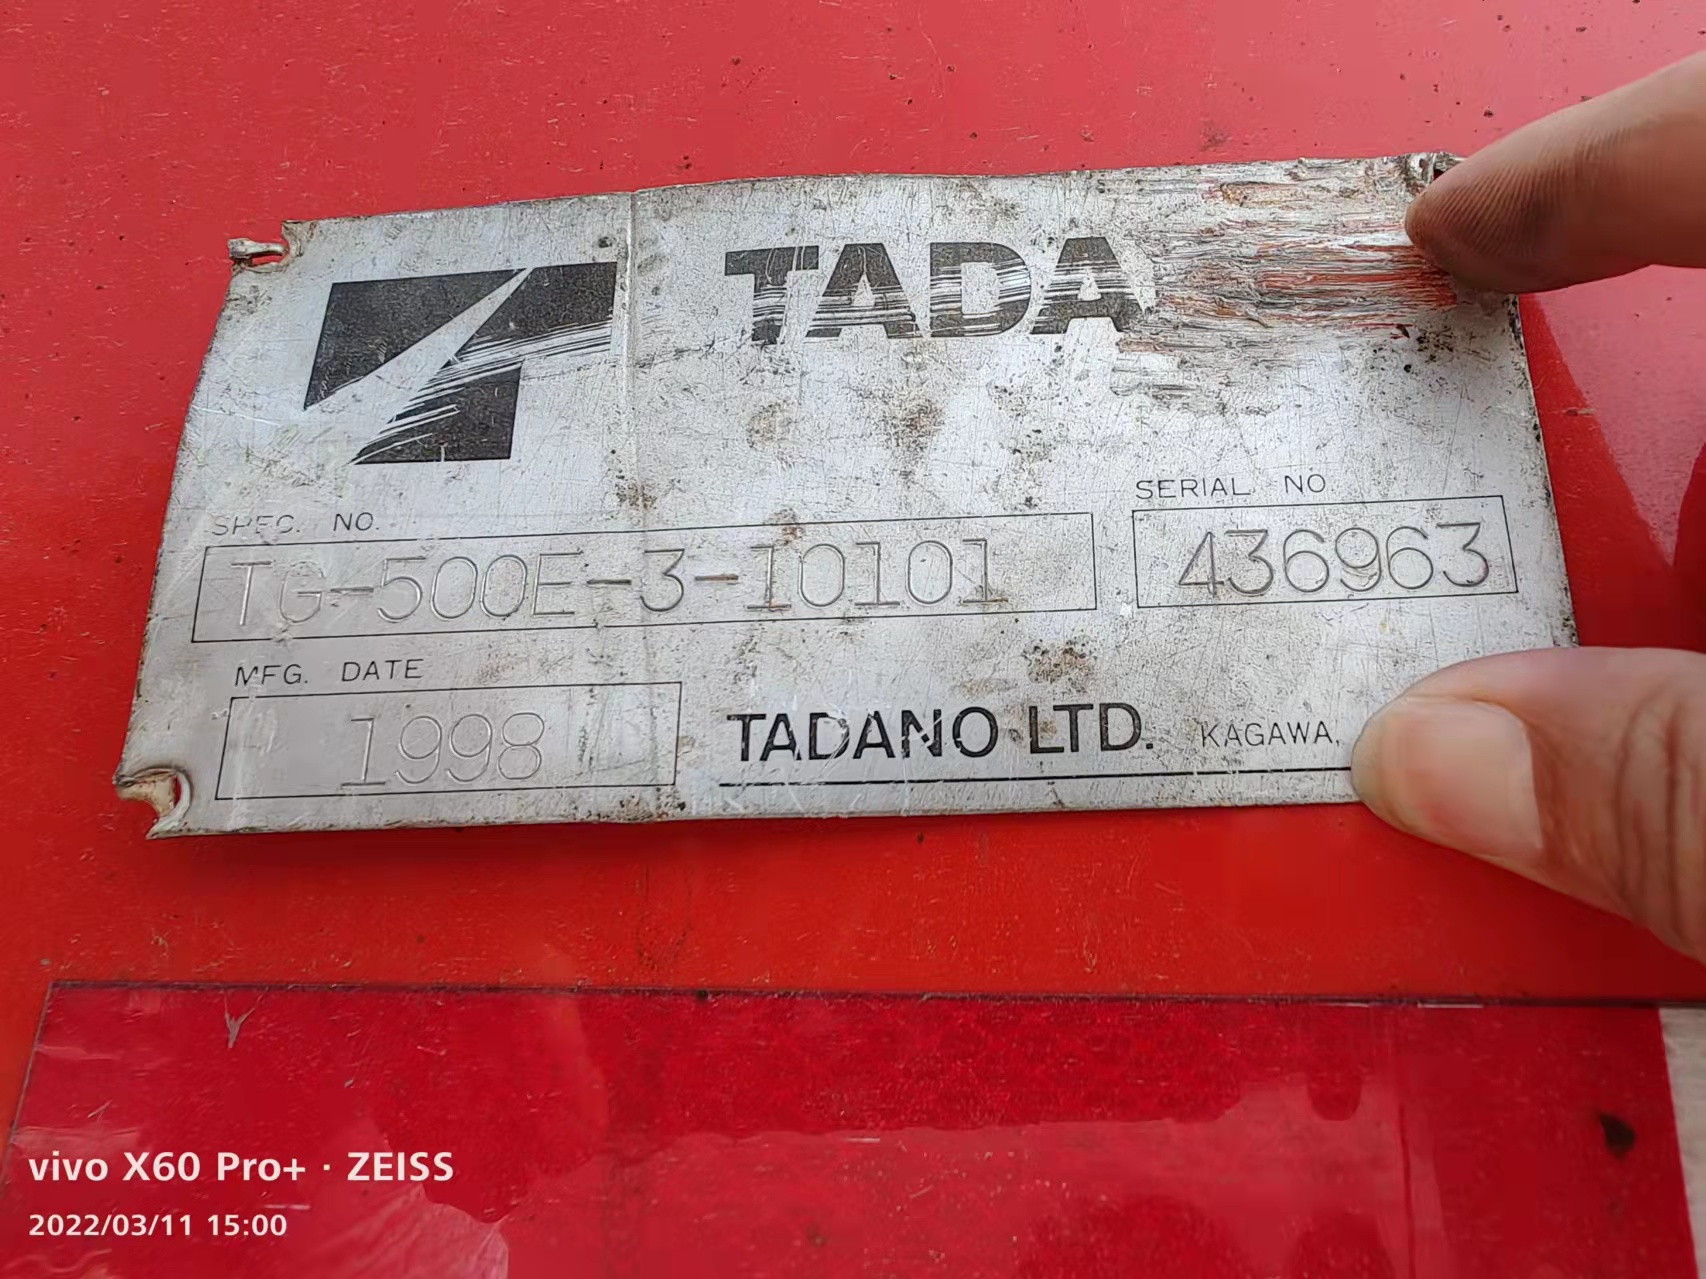 TADA
SPEC. NO.
TG-500E-3-10101
SERIAL NO.
436963
MFG. DATE
1998
TADANO LTD. KAGAWA,
vivo X60 Pro+ · ZEISS
2022/03/11 15:00